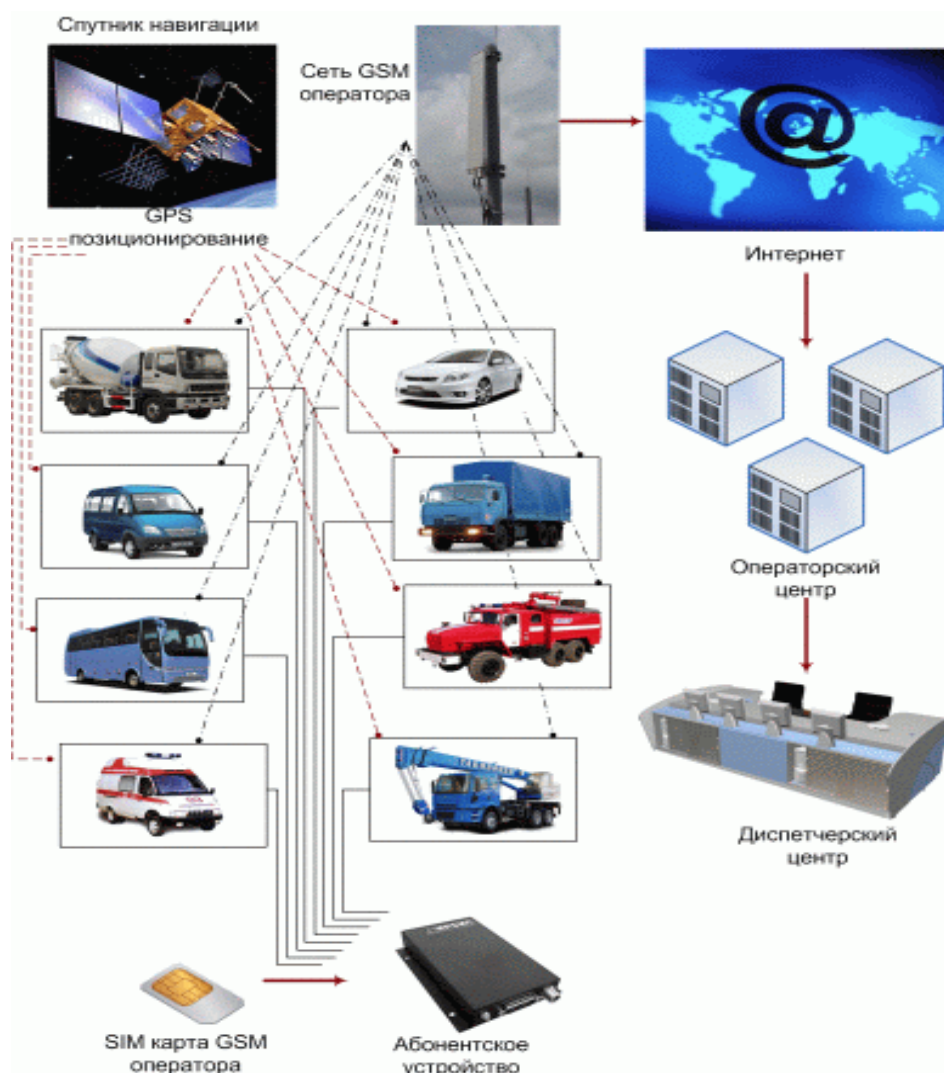 Спутник навигации
Сеть GSM
оператора
GPS
позиционирование
@
Интернет
Операторский
центр
Диспетчерский
центр
SIM карта GSM
оператора
Абонентское
устройство